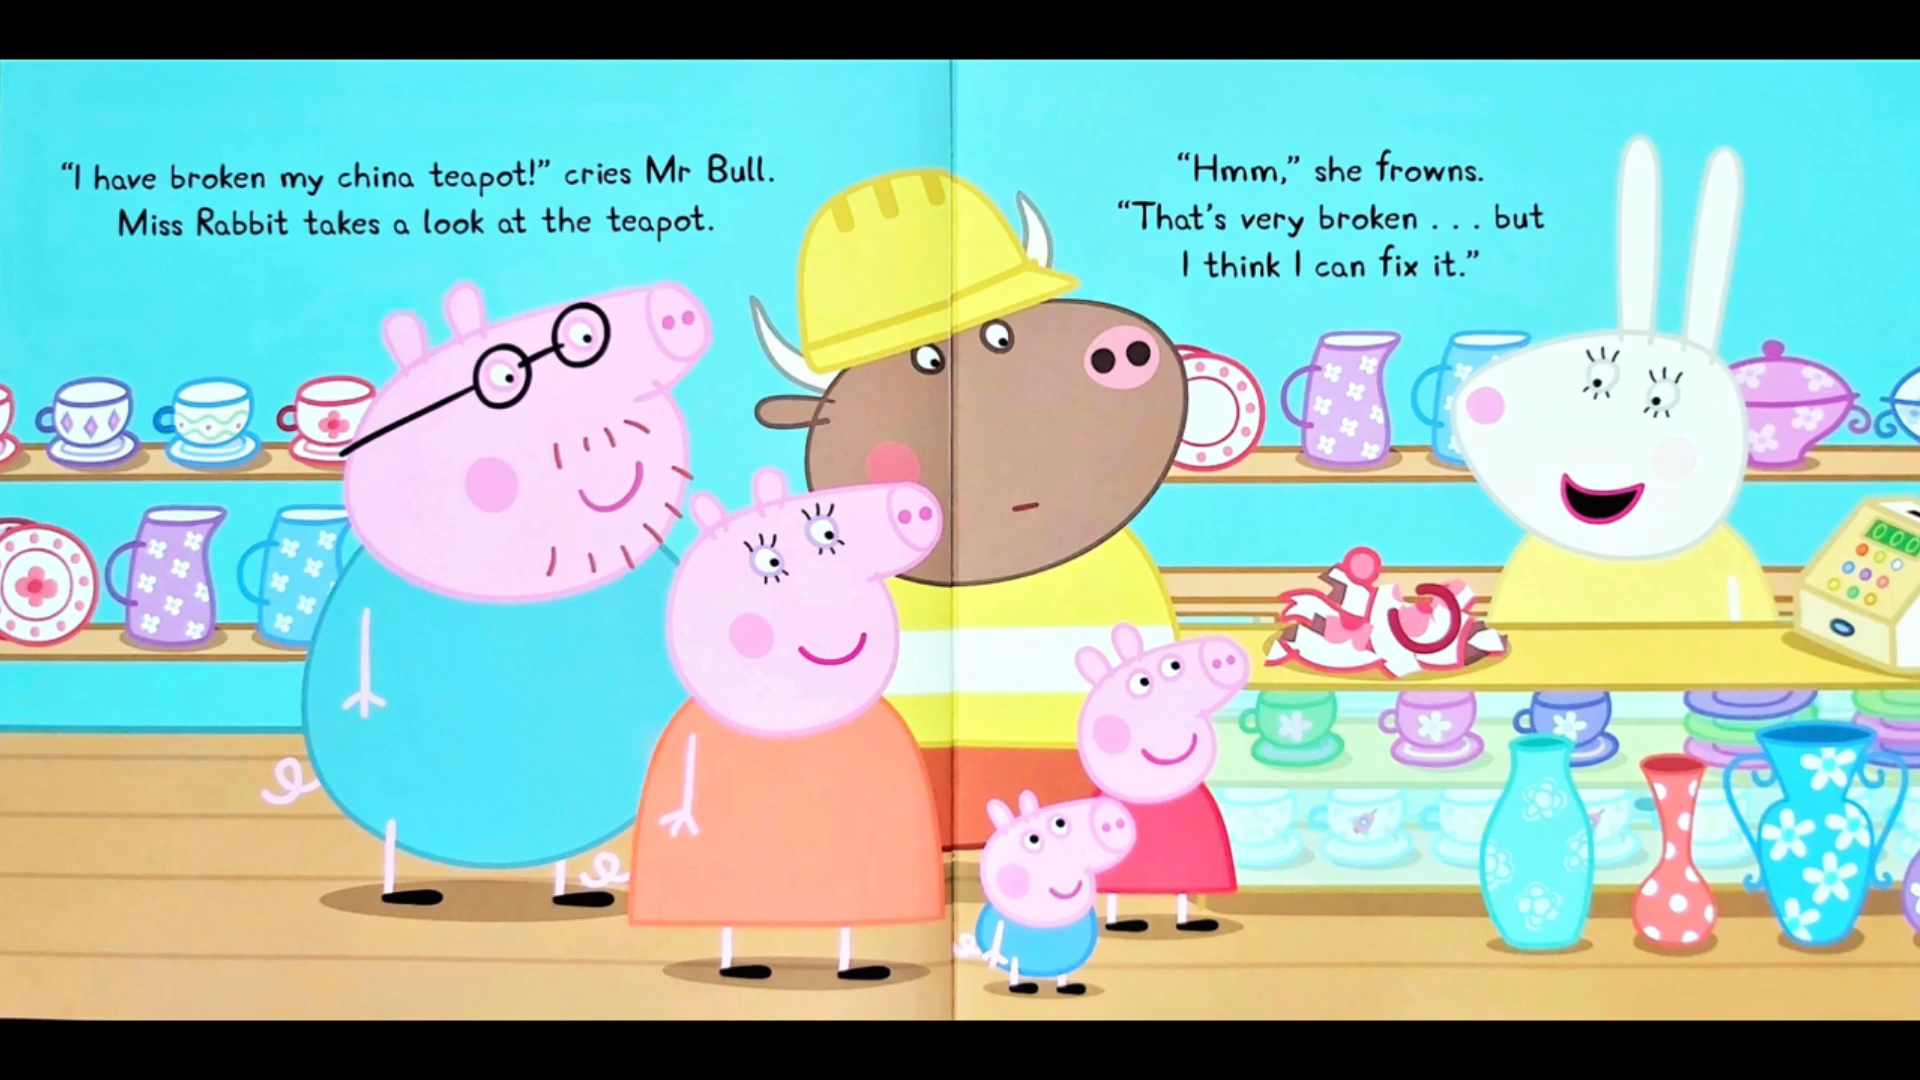 “I have broken my china teapot!” cries Mr Bull.
Miss Rabbit takes a look at the teapot.
“Hmm,” she frowns.
“That’s very broken . . . but
I think I can fix it.”
000